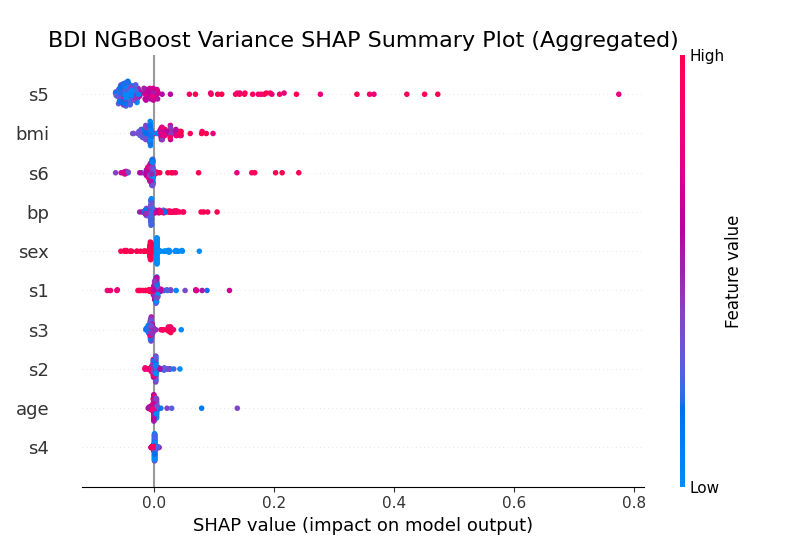 BDI NGBoost Variance SHAP Summary Plot (Aggregated)
High
s5
bmi
s6
bp
sex
s1
s3
s2
age
s4
Feature value
Low
0.0 0.2 0.4 0.6 0.8
SHAP value (impact on model output)